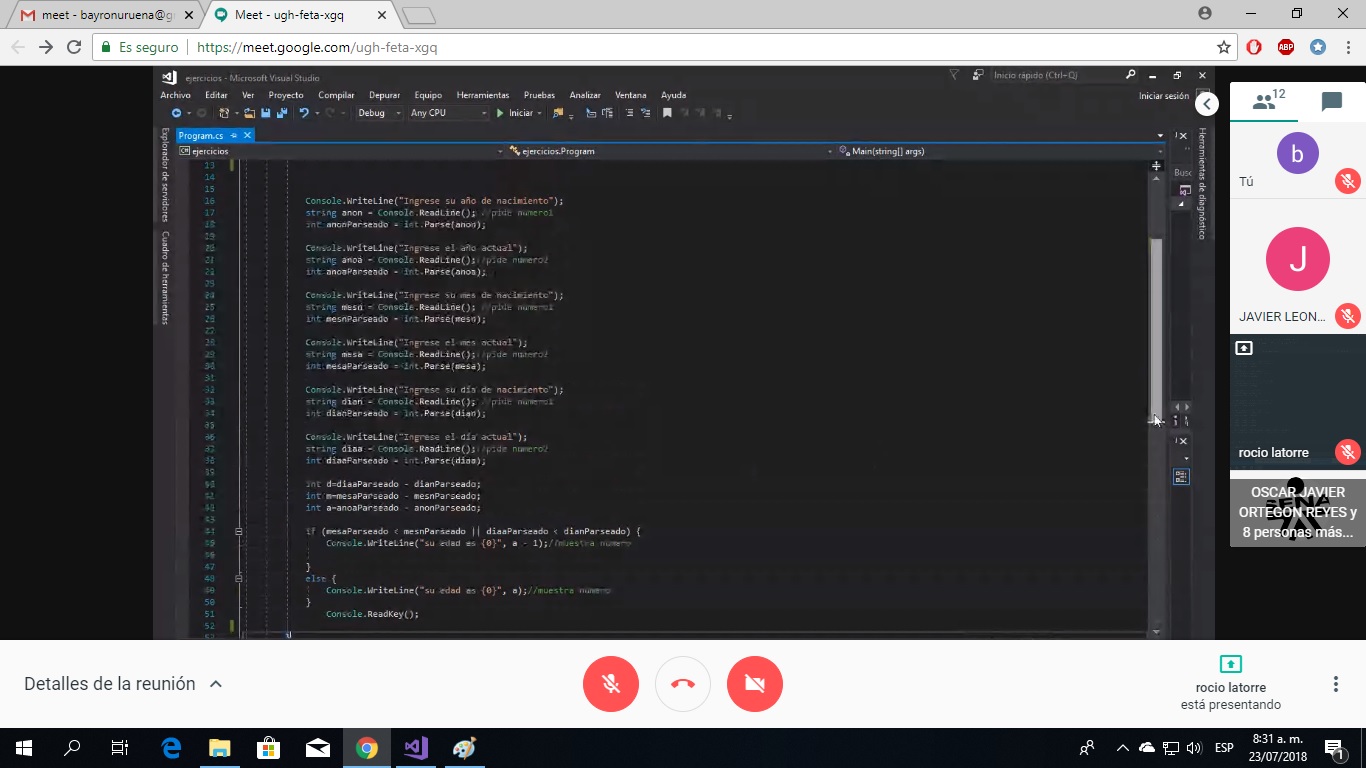 meet - bayronuruena@g
Meet - ugh-feta-xgq
Es seguro
https://meet.google.com/ugh-feta-xgq
ABP
ejercicios - Microsoft Visual Studio
Inicio rápido (Ctrl+Q)
Archivo Editar Ver Proyecto Compilar Depurar Equipo Herramientas Pruebas Analizar Ventana Ayuda
Iniciar sesión
Debug Any CPU Iniciar
Program.cs
ejercicios
ejercicios.Program
Main(string[] args)
Explorador de servidores
Cuadro de herramientas
Herramientas de diagnóstico
Busc
13
14
15
16 Console.WriteLine("Ingrese su año de nacimiento");
17 string anon = Console.ReadLine(); //pide numero1
18 int anonParseado = int.Parse(anon);
19
20 Console.WriteLine("Ingrese el año actual");
21 string anoa = Console.ReadLine();//pide numero2
22 int anoaParseado = int.Parse(anoa);
23
24 Console.WriteLine("Ingrese su mes de nacimiento");
25 string mesn = Console.ReadLine(); //pide numero1
26 int mesnParseado = int.Parse(mesn);
27
28 Console.WriteLine("Ingrese el mes actual");
29 string mesa = Console.ReadLine();//pide numero2
30 int mesaParseado = int.Parse(mesa);
31
32 Console.WriteLine("Ingrese su día de nacimiento");
33 string dian = Console.ReadLine(); //pide numero1
34 int dianParseado = int.Parse(dian);
35
36 Console.WriteLine("Ingrese el día actual");
37 string diaa = Console.ReadLine();//pide numero2
38 int diaaParseado = int.Parse(diaa);
39
40 int d=diaaParseado - dianParseado;
41 int m=mesaParseado - mesnParseado;
42 int a=anoaParseado - anonParseado;
43
44 if (mesaParseado < mesnParseado || diaaParseado < dianParseado) {
45 Console.WriteLine("su edad es {0}", a - 1);//muestra numero
46
47 }
48 else {
49 Console.WriteLine("su edad as {0}", a);//muestra numero
50 }
51 Console.ReadKey();
52
53 }
12
b
Tú
J
JAVIER LEON...
rocio latorre
SENA
OSCAR JAVIER
ORTEGON REYES y
8 personas más...
Detalles de la reunión
rocio latorre
está presentando
ESP
8:31 a. m.
23/07/2018
1